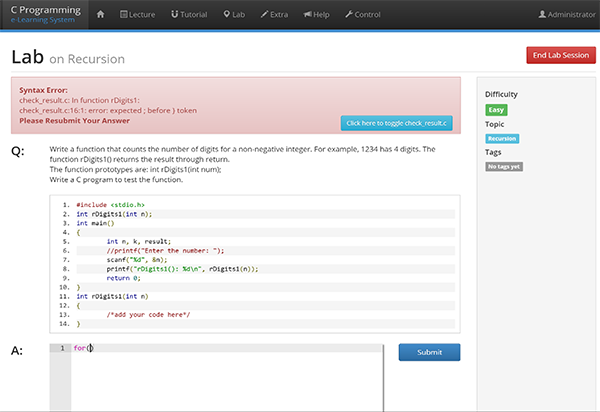 C Programming
e-Learning System
Lecture
Tutorial
Lab
Extra
Help
Control
Administrator
Lab on Recursion
End Lab Session
Syntax Error:
check_result.c: In function rDigits1:
check_result.c:16:1: error: expected ; before } token
Please Resubmit Your Answer
Click here to toggle check_result.c
Difficulty
Easy
Topic
Recursion
Tags
No tags yet
Q:
Write a function that counts the number of digits for a non-negative integer. For example, 1234 has 4 digits. The
function rDigits1() returns the result through return.
The function prototypes are: int rDigits1(int num);
Write a C program to test the function.
1. #include <stdio.h>
2. int rDigits1(int n);
3. int main()
4. {
5. int n, k, result;
6. //printf("Enter the number: ");
7. scanf("%d", &n);
8. printf("rDigits1(): %d\n", rDigits1(n));
9. return 0;
10. }
11. int rDigits1(int n)
12. {
13. /*add your code here*/
14. }
A:
1 for()
Submit